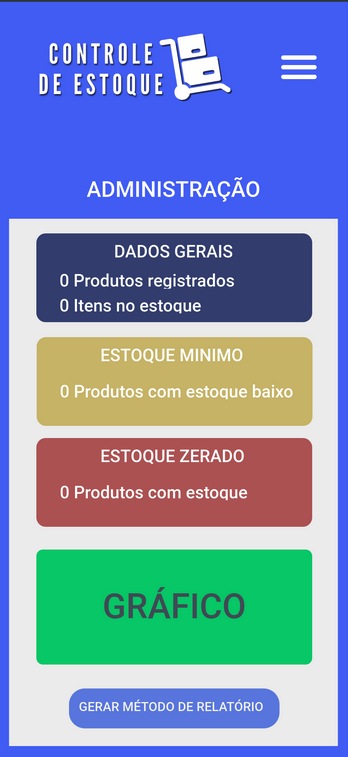 CONTROLE
DE ESTOQUE
ADMINISTRAÇÃO
DADOS GERAIS
0 Produtos registrados
0 Itens no estoque
ESTOQUE MINIMO
0 Produtos com estoque baixo
ESTOQUE ZERADO
0 Produtos com estoque
GRÁFICO
GERAR MÉTODO DE RELATÓRIO